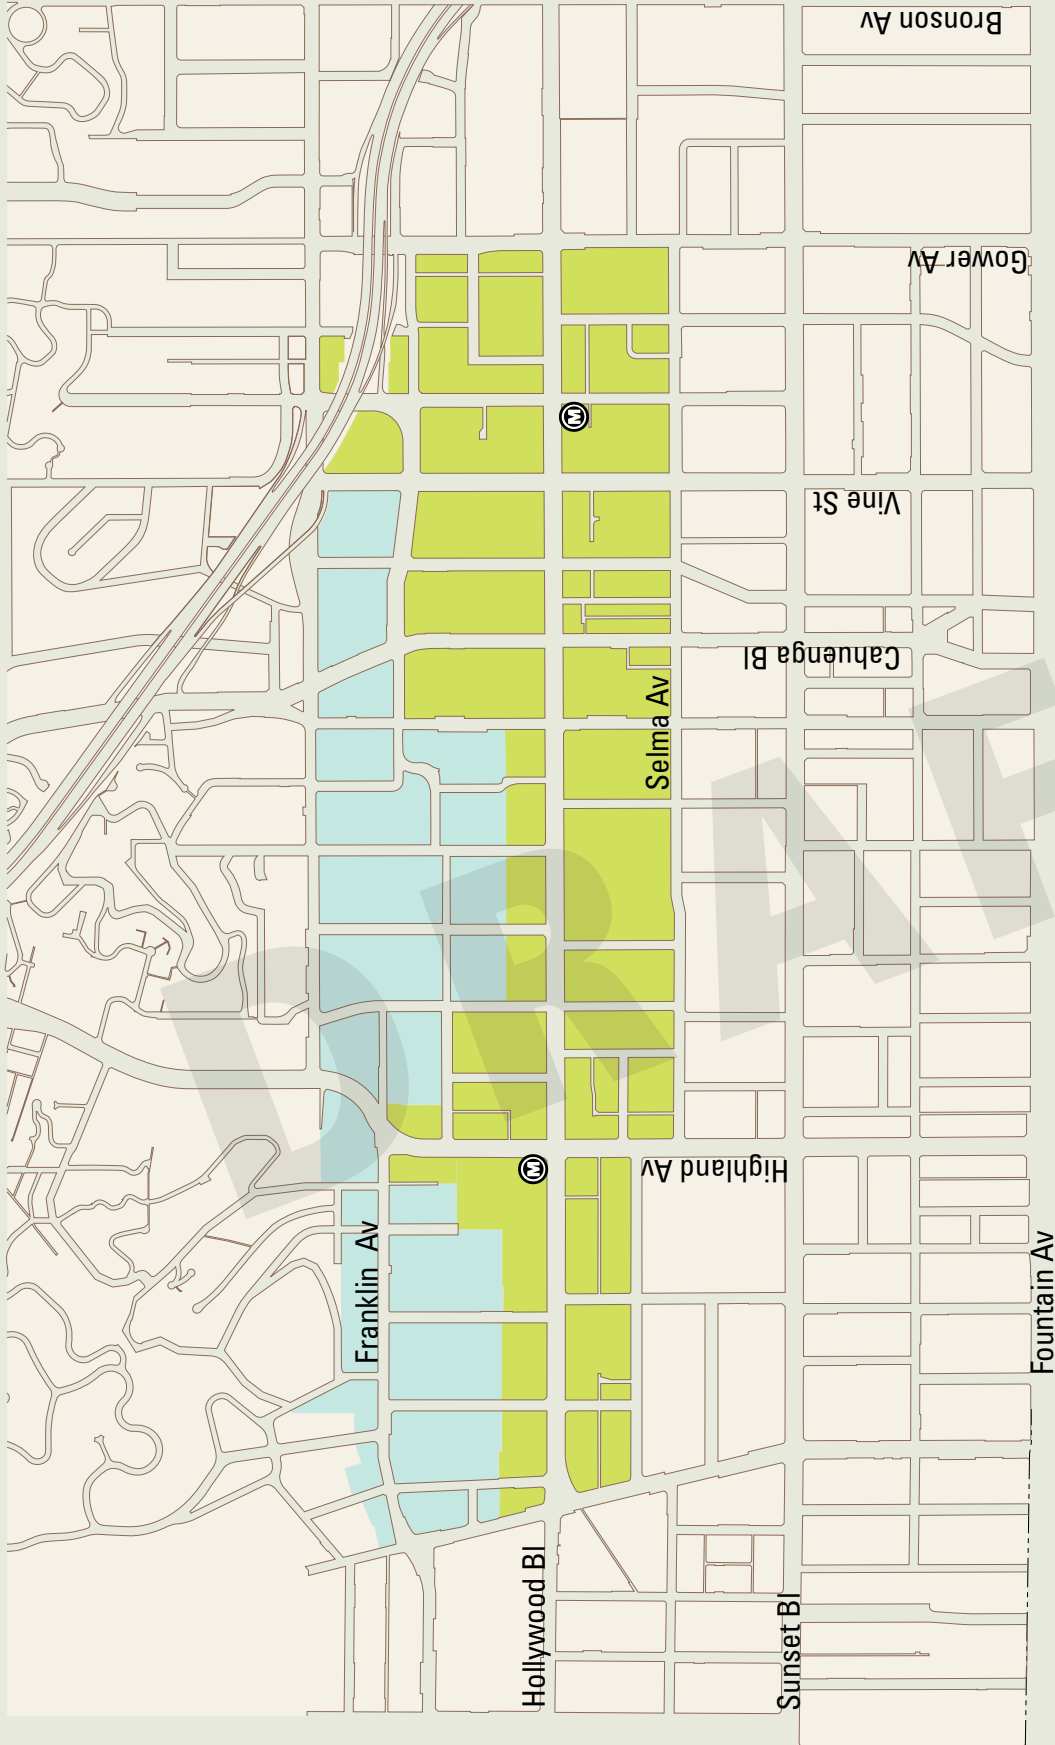 Bronson Av
Gower Av
M
Vine St
Cahuenga Bl
Selma Av
DRAF
M
Highland Av
Franklin Av
Fountain Av
Hollywood Bl
Sunset Bl